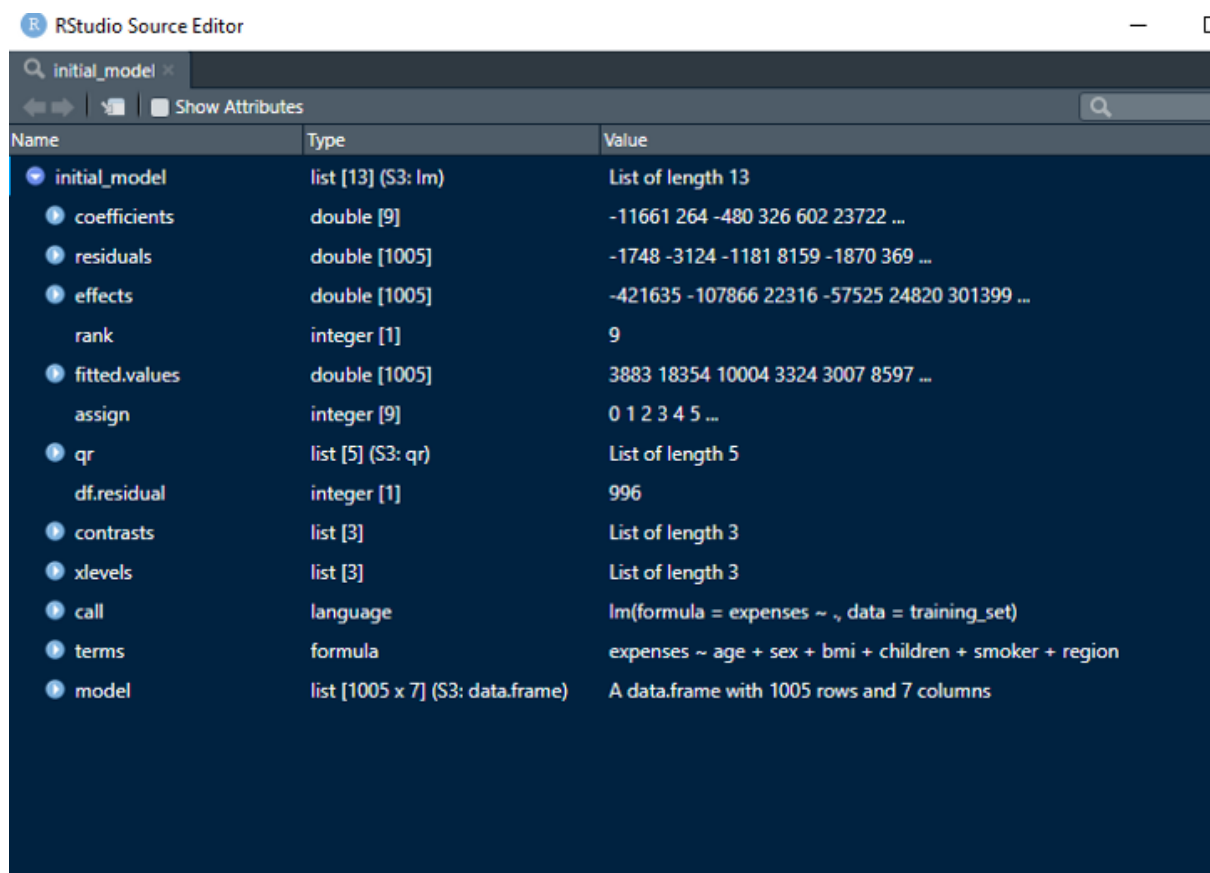 R RStudio Source Editor
initial_model
Show Attributes
Name Type Value
initial_model list [13] (S3: lm) List of length 13
coefficients double [9] -11661 264 -480 326 602 23722 ...
residuals double [1005] -1748 -3124 -1181 8159 -1870 369 ...
effects double [1005] -421635 -107866 22316 -57525 24820 301399 ...
rank integer [1] 9
fitted.values double [1005] 3883 18354 10004 3324 3007 8597 ...
assign integer [9] 0 1 2 3 4 5 ...
qr list [5] (S3: qr) List of length 5
df.residual integer [1] 996
contrasts list [3] List of length 3
xlevels list [3] List of length 3
call language lm(formula = expenses ~ ., data = training_set)
terms formula expenses ~ age + sex + bmi + children + smoker + region
model list [1005 x 7] (S3: data.frame) A data.frame with 1005 rows and 7 columns